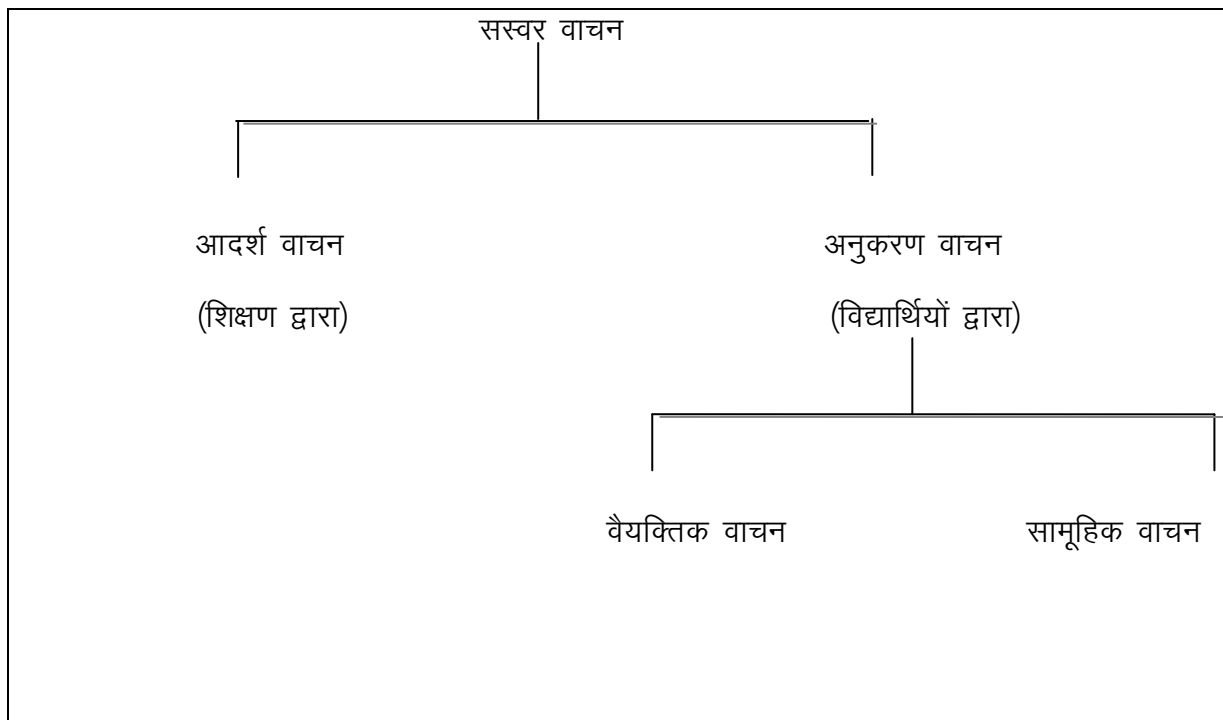 सस्वर वाचन
आदर्श वाचन
अनुकरण वाचन
(शिक्षण द्वारा)
(विद्यार्थियों द्वारा)
वैयक्तिक वाचन
सामूहिक वाचन